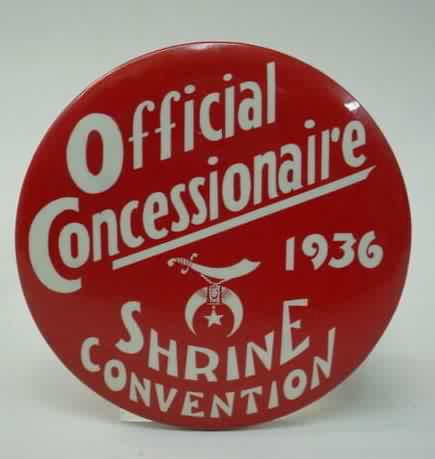 Official
Concessionaire
1936
SHRINE
CONVENTION